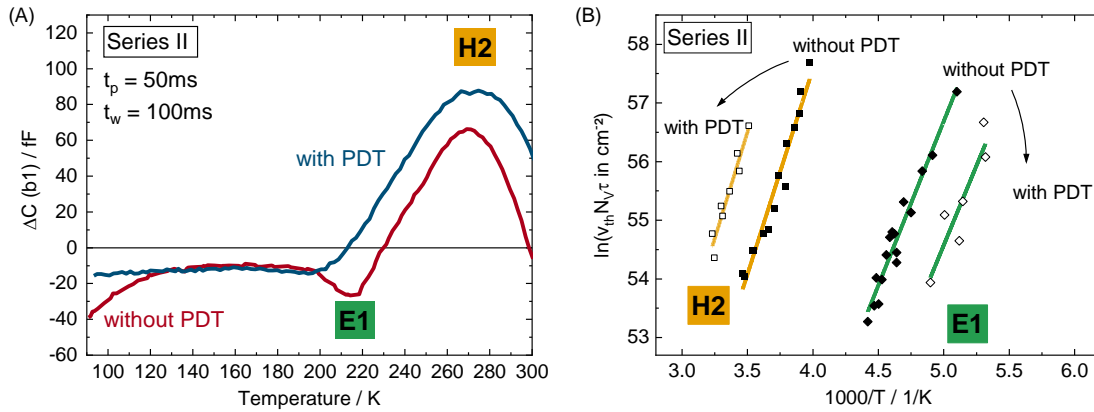 (A)
Series II
t_p = 50ms
t_w = 100ms
H2
with PDT
without PDT
E1
120
100
80
60
40
20
0
-20
-40
-60
ΔC (b1) / fF
100 120 140 160 180 200 220 240 260 280 300
Temperature / K
(B)
Series II
without PDT
with PDT
without PDT
with PDT
H2
E1
58
57
56
55
54
53
ln(v_th N_V τ in cm⁻²)
3.0 3.5 4.0 4.5 5.0 5.5 6.0
1000/T / 1/K